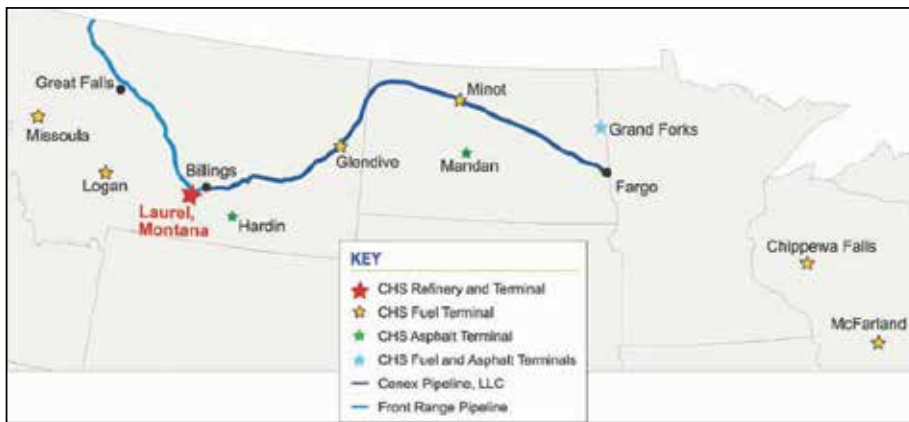 Great Falls
Missoula
Logan
Billings
Laurel,
Montana
Hardin
Glendive
Minot
Mandan
Grand Forks
Fargo
Chippewa Falls
McFarland
KEY
CHS Refinery and Terminal
CHS Fuel Terminal
CHS Asphalt Terminal
CHS Fuel and Asphalt Terminals
Cenex Pipeline, LLC
Front Range Pipeline